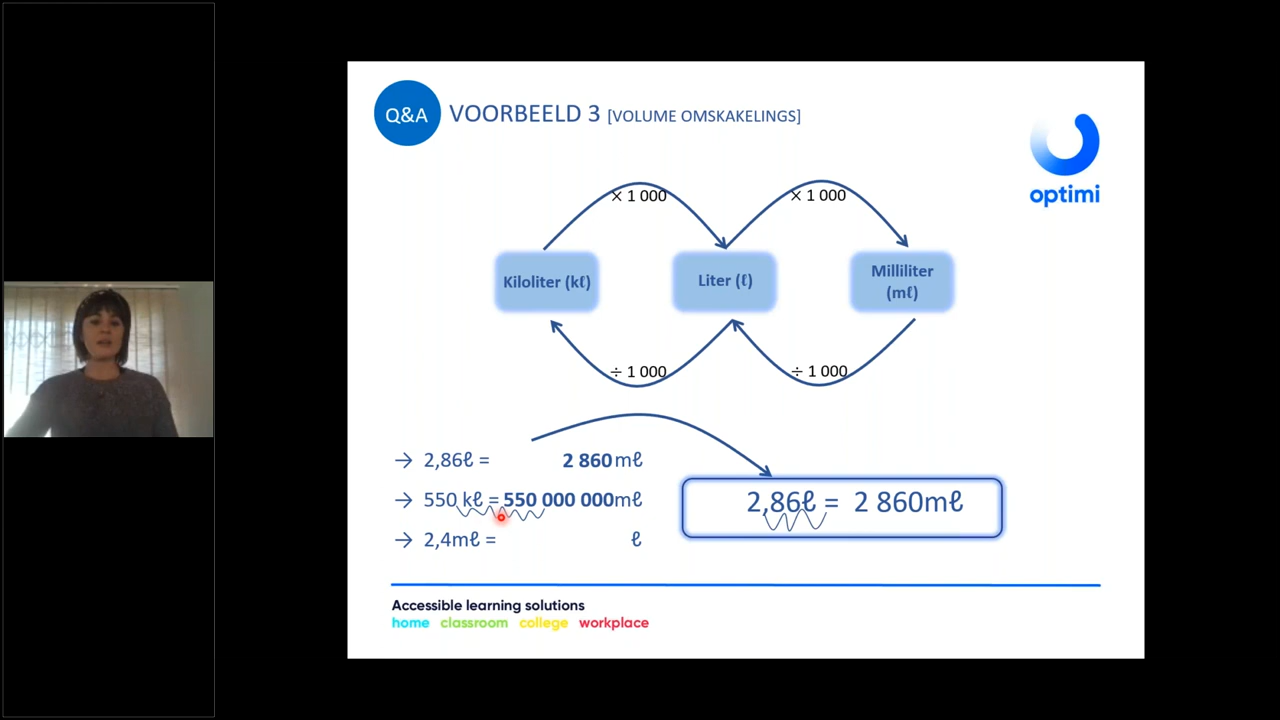 Q&A
VOORBEELD 3 [VOLUME OMSKAKELINGS]
optimi
× 1 000
× 1 000
Kiloliter (kℓ)
Liter (ℓ)
Milliliter
(mℓ)
÷ 1 000
÷ 1 000
→ 2,86ℓ = 2 860mℓ
→ 550 kℓ = 550 000 000mℓ
→ 2,4mℓ = ℓ
2,86ℓ = 2 860mℓ
Accessible learning solutions
home classroom college workplace